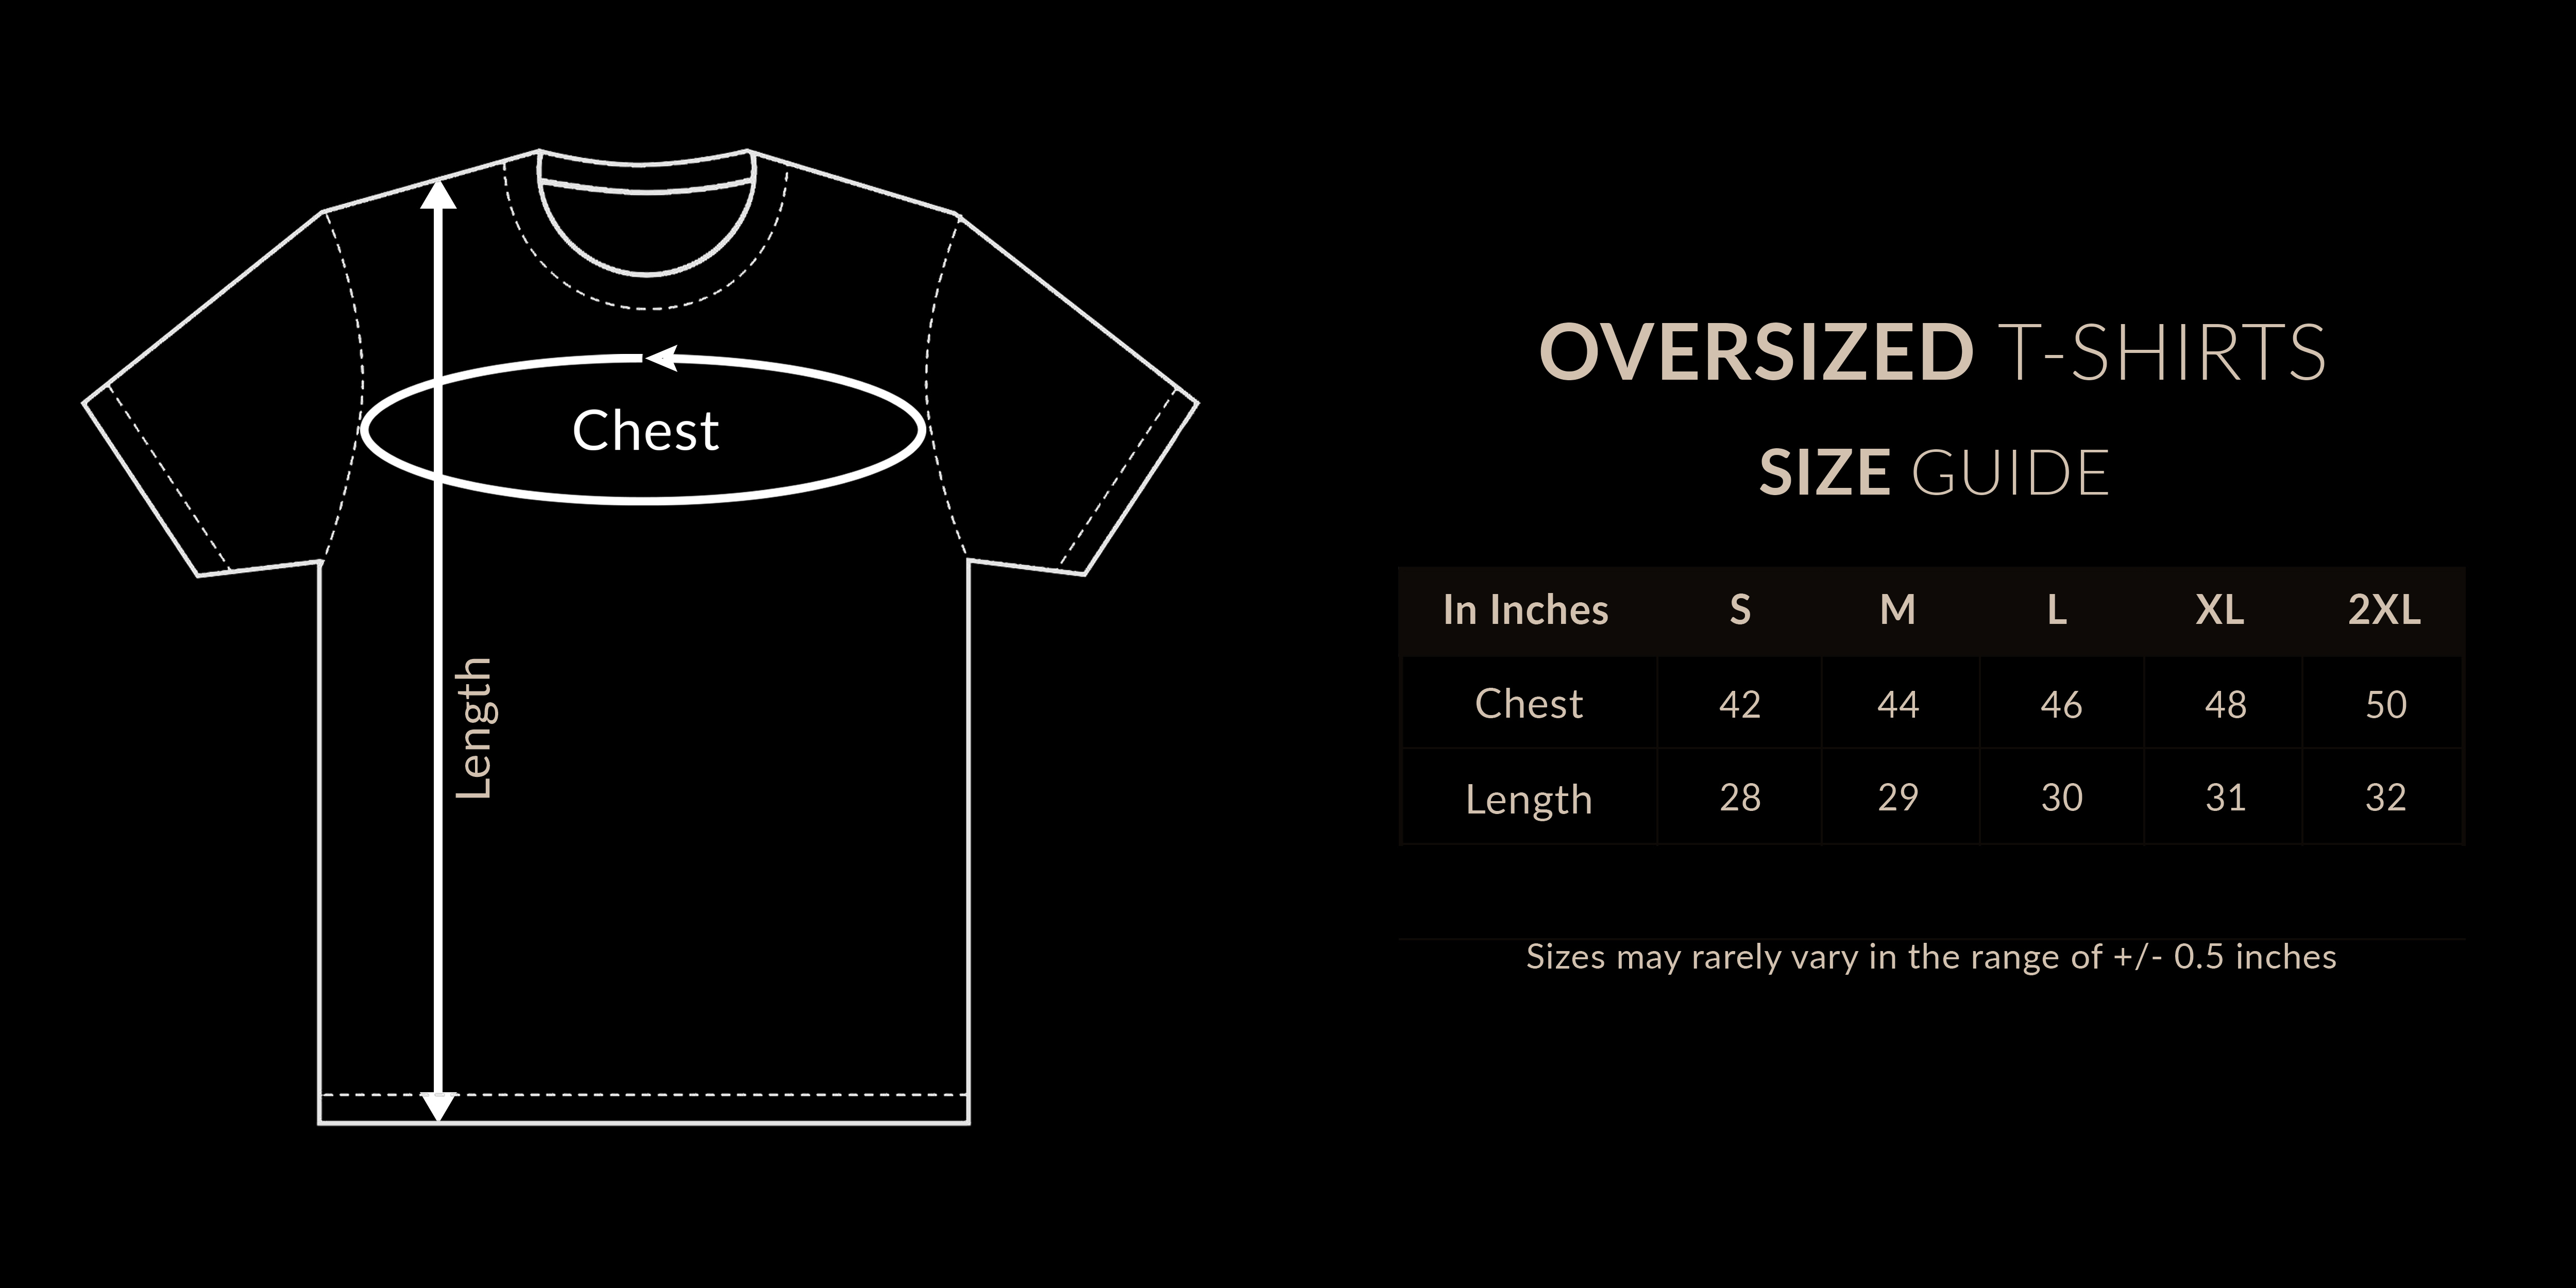 Chest
Length
OVERSIZED T-SHIRTS
SIZE GUIDE
In Inches S M L XL 2XL
Chest 42 44 46 48 50
Length 28 29 30 31 32
Sizes may rarely vary in the range of +/- 0.5 inches